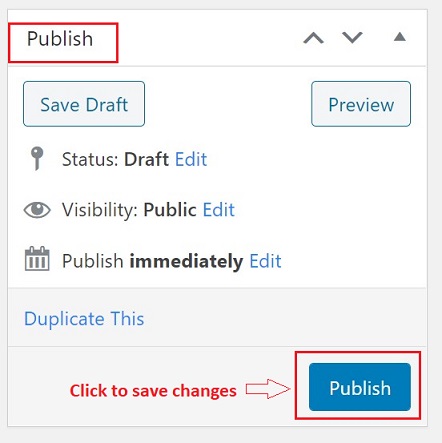 Publish
Save Draft Preview
Status: Draft Edit
Visibility: Public Edit
Publish immediately Edit
Duplicate This
Click to save changes Publish